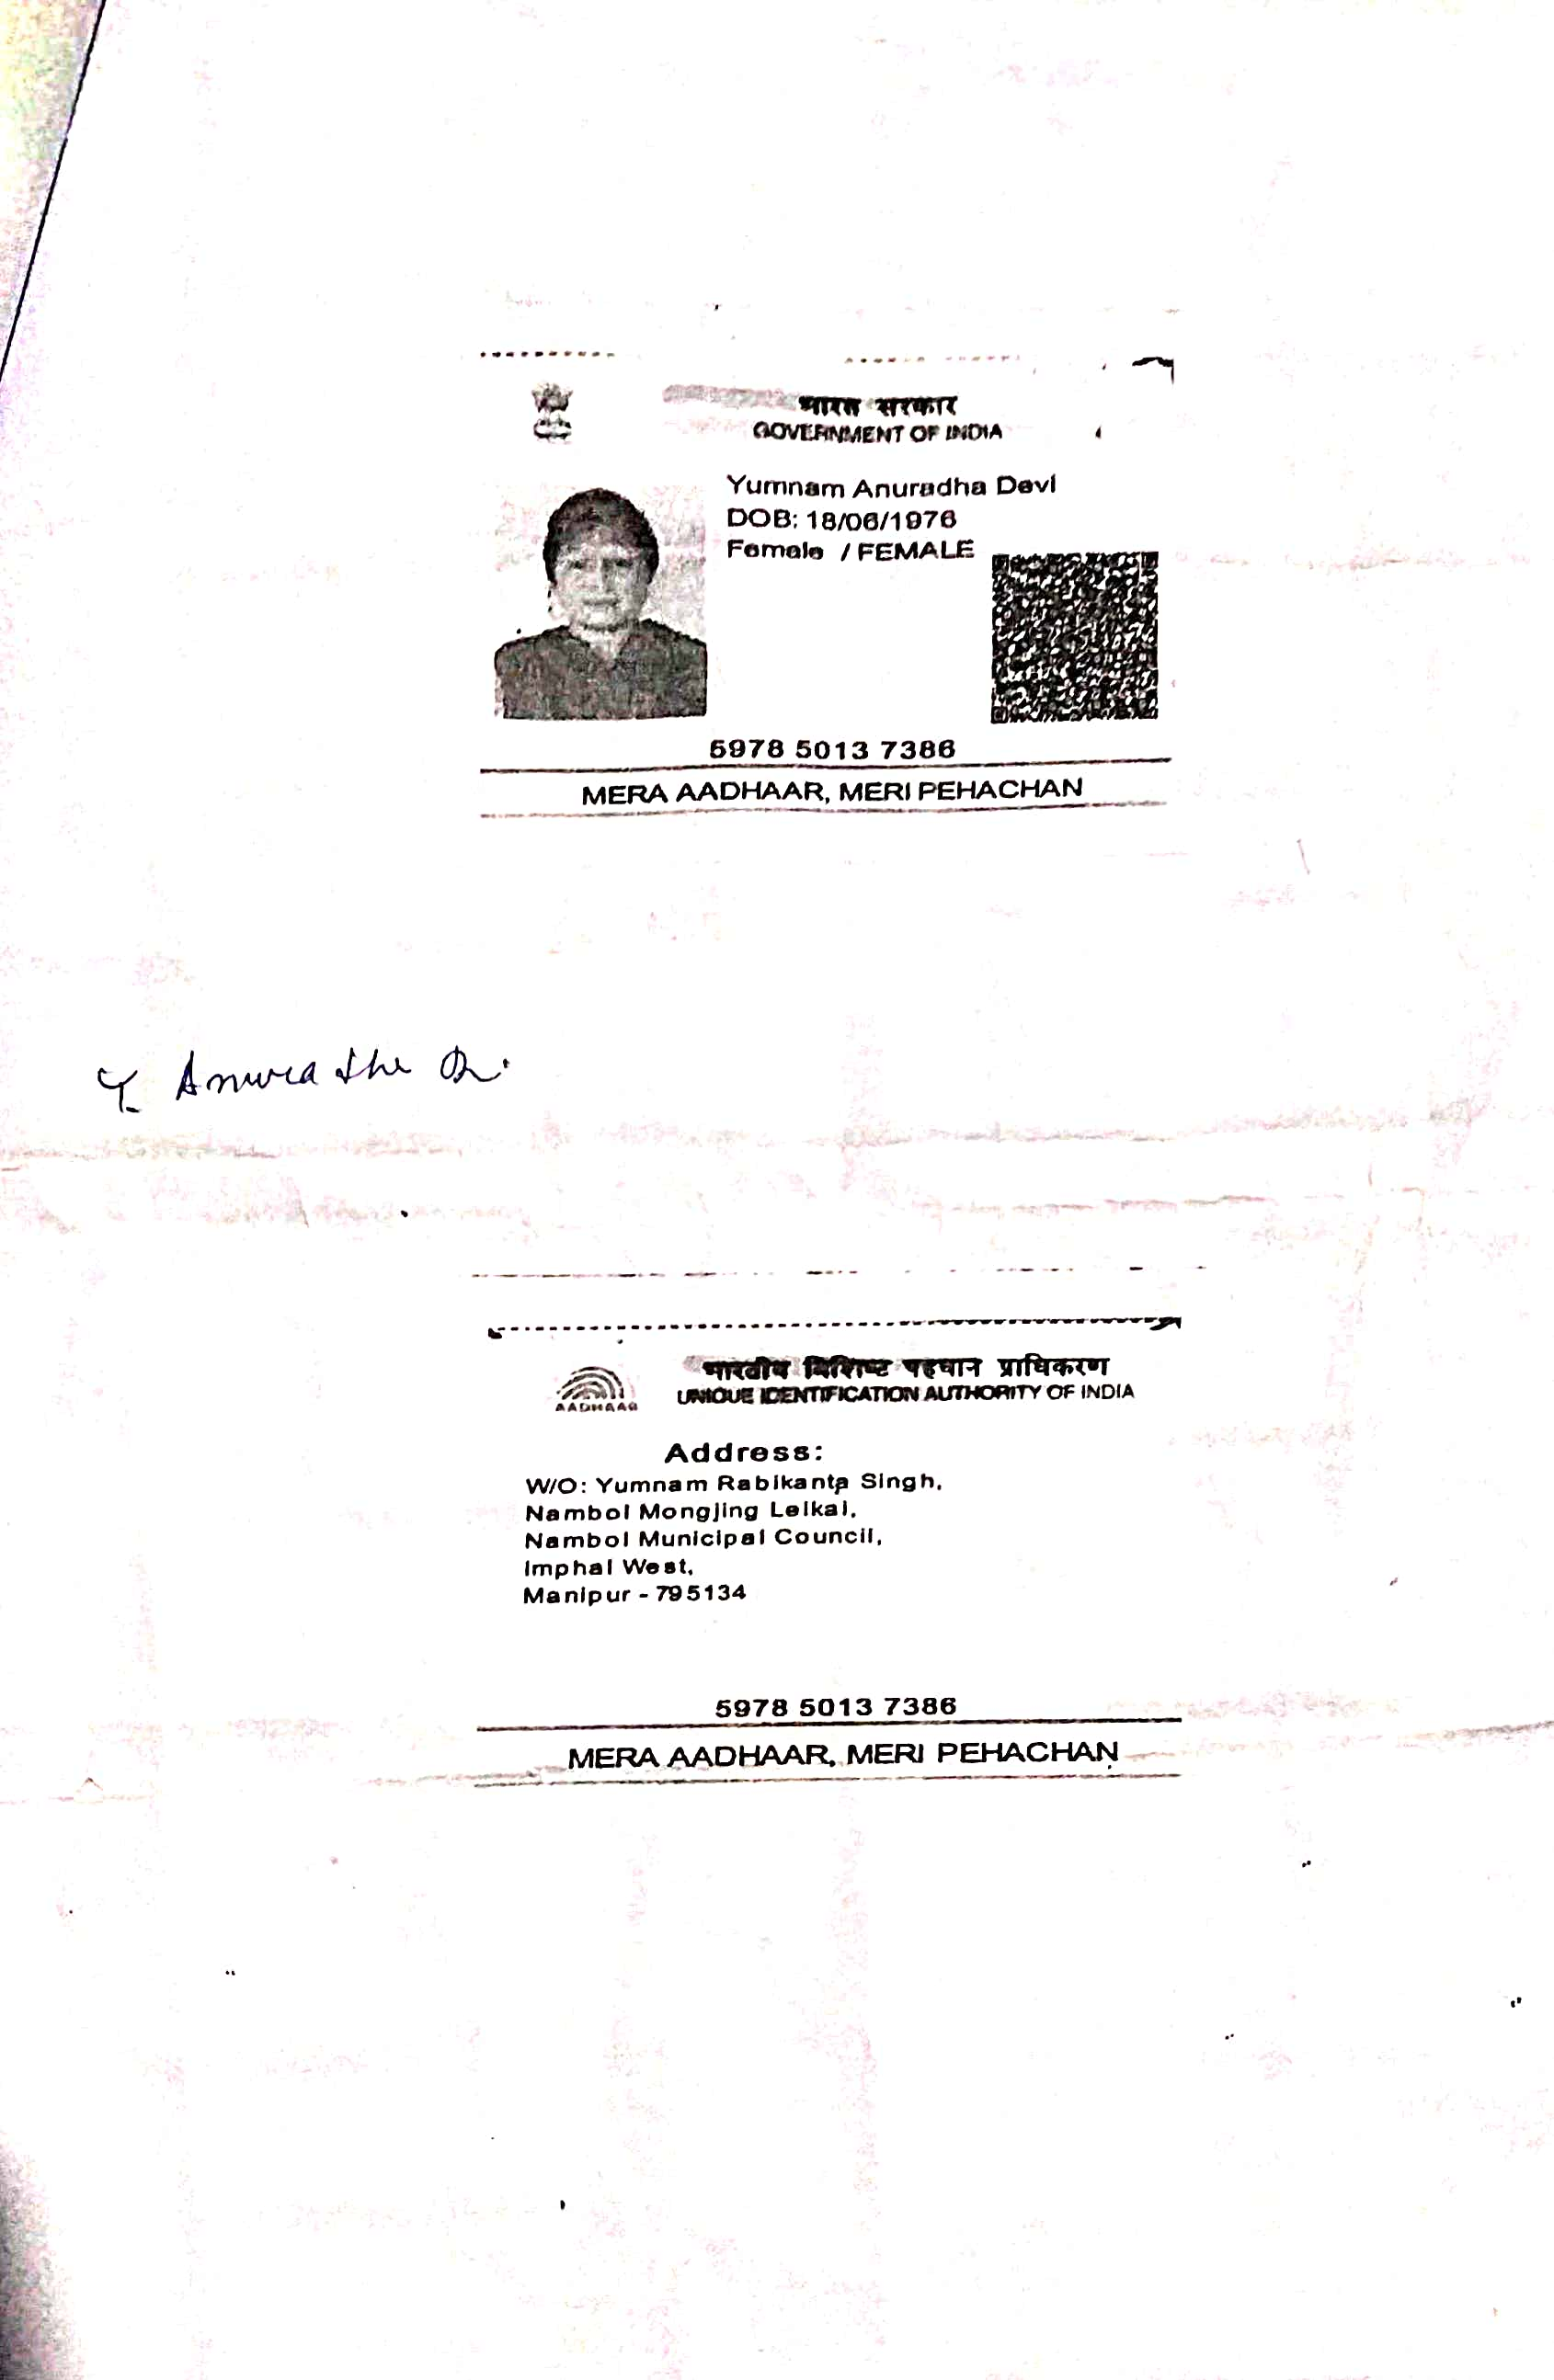 भारत सरकार
GOVERNMENT OF INDIA
Yumnam Anuradha Devi
DOB: 18/06/1976
Female / FEMALE
5978 5013 7386
MERA AADHAAR, MERI PEHACHAN
Y. Anuradha Di.
भारतीय विशिष्ट पहचान प्राधिकरण
UNIQUE IDENTIFICATION AUTHORITY OF INDIA
AADHAAR
Address:
W/O: Yumnam Rabikanta Singh,
Nambol Mongjing Leikai,
Nambol Municipal Council,
Imphal West,
Manipur - 795134
5978 5013 7386
MERA AADHAAR, MERI PEHACHAN